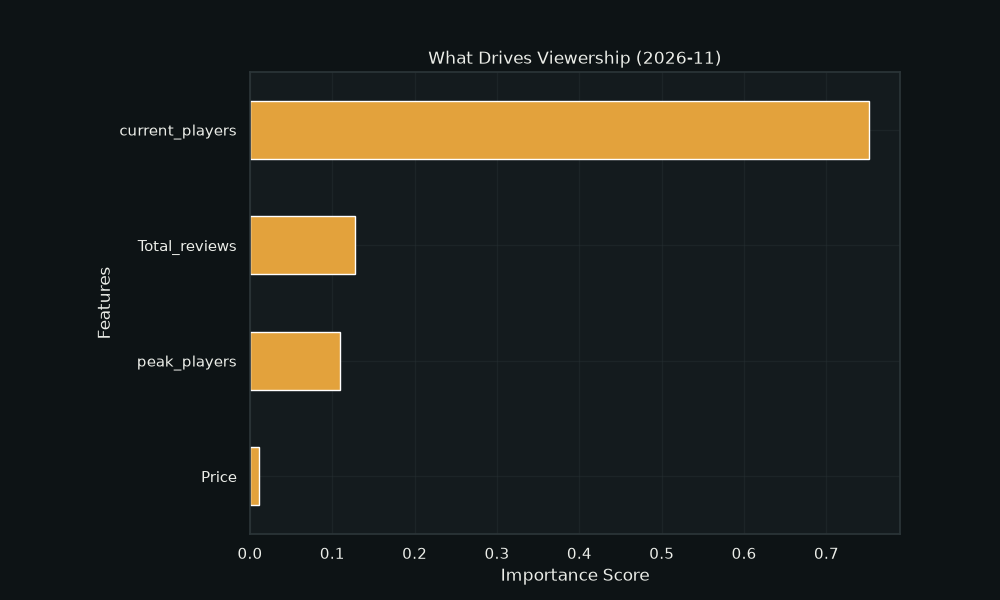 What Drives Viewership (2026-11)
Features
current_players
Total_reviews
peak_players
Price
0.0 0.1 0.2 0.3 0.4 0.5 0.6 0.7
Importance Score